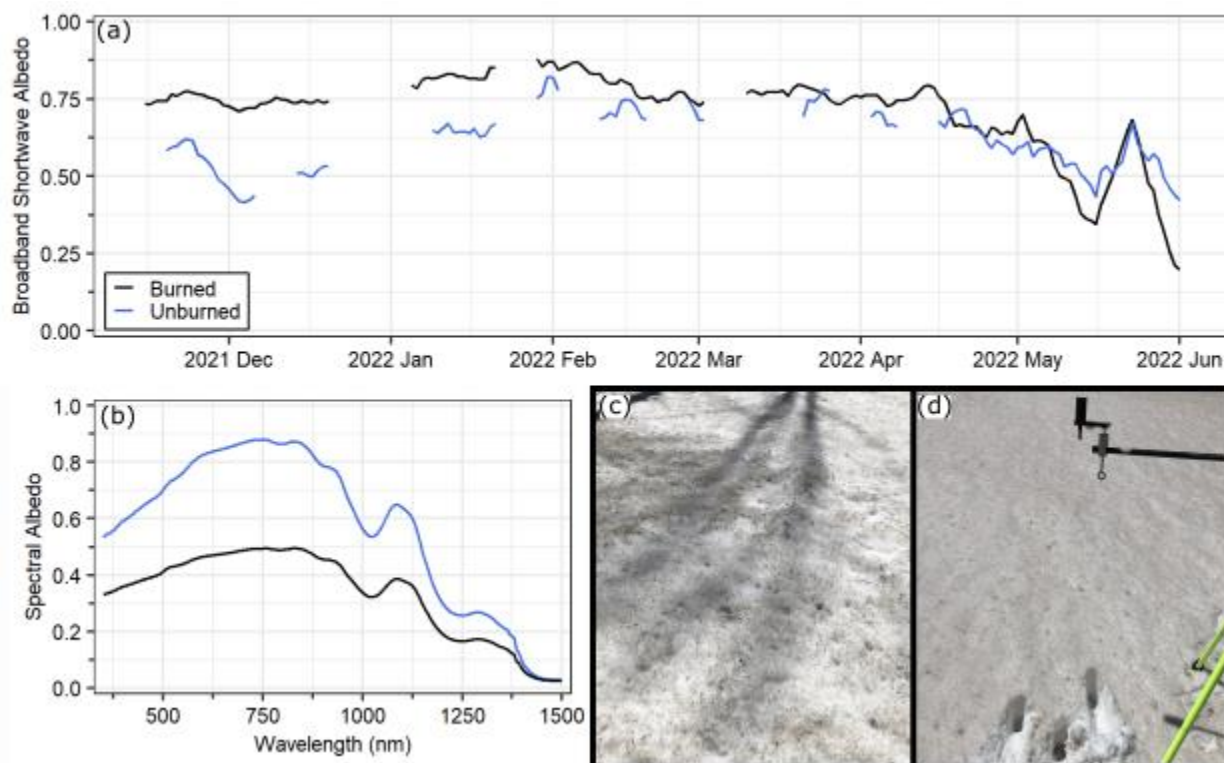 (a)
Broadband Shortwave Albedo
1.00
0.75
0.50
0.25
0.00
Burned
Unburned
2021 Dec
2022 Jan
2022 Feb
2022 Mar
2022 Apr
2022 May
2022 Jun
(b)
Spectral Albedo
1.0
0.8
0.6
0.4
0.2
0.0
500
750
1000
1250
1500
Wavelength (nm)
(c)
(d)